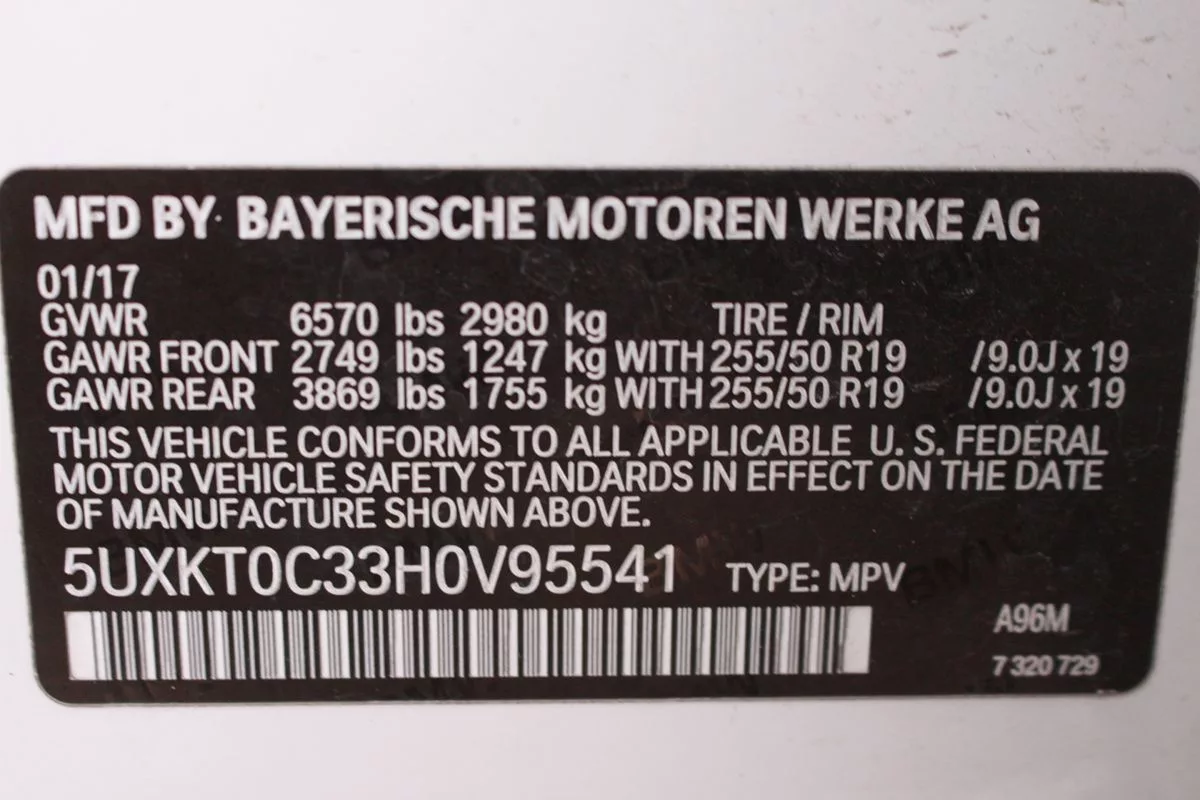 MFD BY BAYERISCHE MOTOREN WERKE AG
01/17
GVWR 6570 lbs 2980 kg TIRE / RIM
GAWR FRONT 2749 lbs 1247 kg WITH 255/50 R19 /9.0J x 19
GAWR REAR 3869 lbs 1755 kg WITH 255/50 R19 /9.0J x 19
THIS VEHICLE CONFORMS TO ALL APPLICABLE U. S. FEDERAL
MOTOR VEHICLE SAFETY STANDARDS IN EFFECT ON THE DATE
OF MANUFACTURE SHOWN ABOVE.
5UXKT0C33H0V95541 TYPE: MPV
A96M
7 320 729